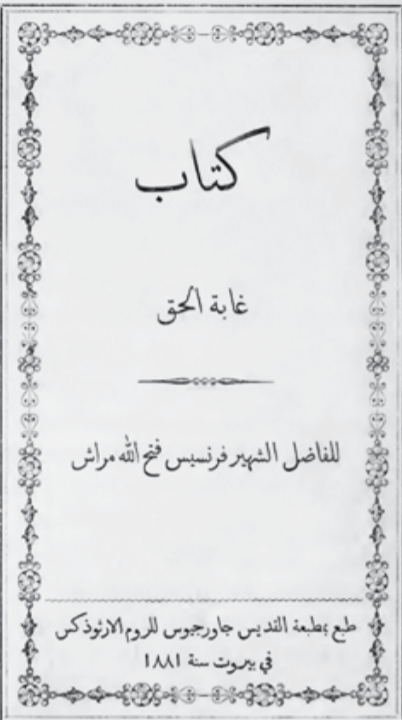 كتاب
غابة الحق
للفاضل الشهير فرنسيس فتح الله مراش
طبع بمطبعة القديس جاورجيوس للروم الارثوذكس
في بيروت سنة ١٨٨١